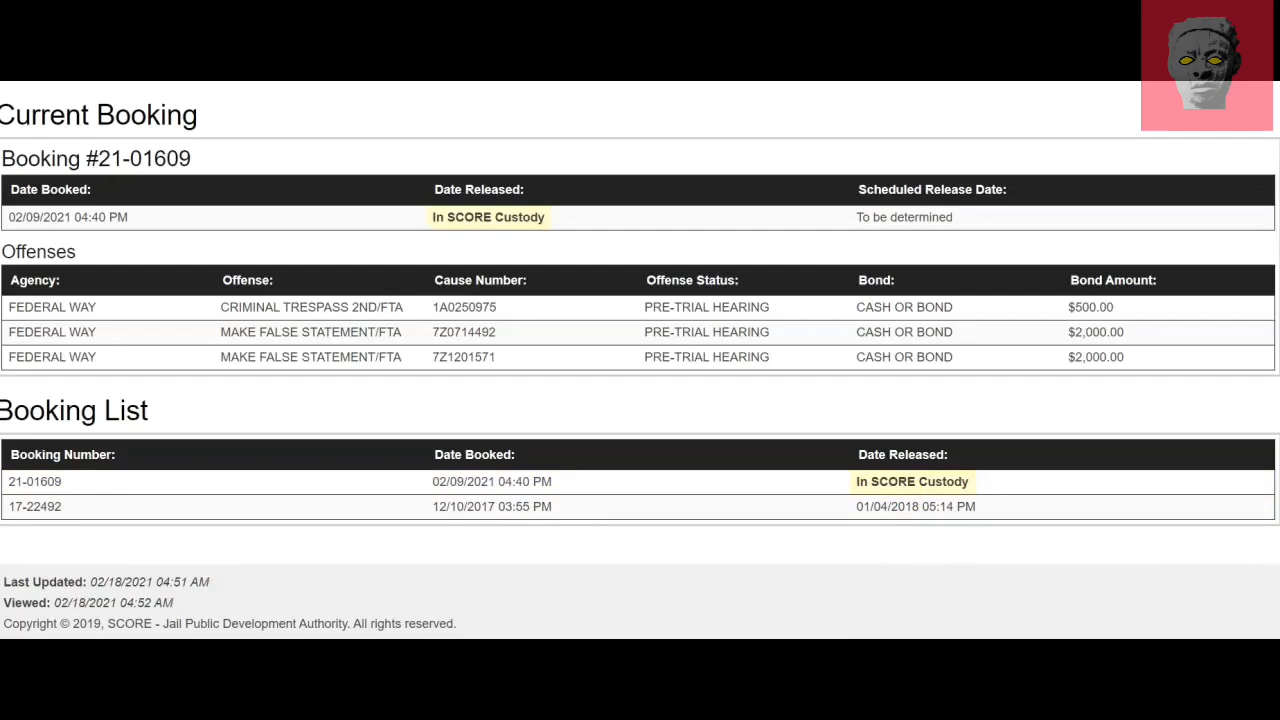 Current Booking
Booking #21-01609
Date Booked: Date Released: Scheduled Release Date:
02/09/2021 04:40 PM In SCORE Custody To be determined
Offenses
Agency: Offense: Cause Number: Offense Status: Bond: Bond Amount:
FEDERAL WAY CRIMINAL TRESPASS 2ND/FTA 1A0250975 PRE-TRIAL HEARING CASH OR BOND $500.00
FEDERAL WAY MAKE FALSE STATEMENT/FTA 7Z0714492 PRE-TRIAL HEARING CASH OR BOND $2,000.00
FEDERAL WAY MAKE FALSE STATEMENT/FTA 7Z1201571 PRE-TRIAL HEARING CASH OR BOND $2,000.00
Booking List
Booking Number: Date Booked: Date Released:
21-01609 02/09/2021 04:40 PM In SCORE Custody
17-22492 12/10/2017 03:55 PM 01/04/2018 05:14 PM
Last Updated: 02/18/2021 04:51 AM
Viewed: 02/18/2021 04:52 AM
Copyright © 2019, SCORE - Jail Public Development Authority. All rights reserved.